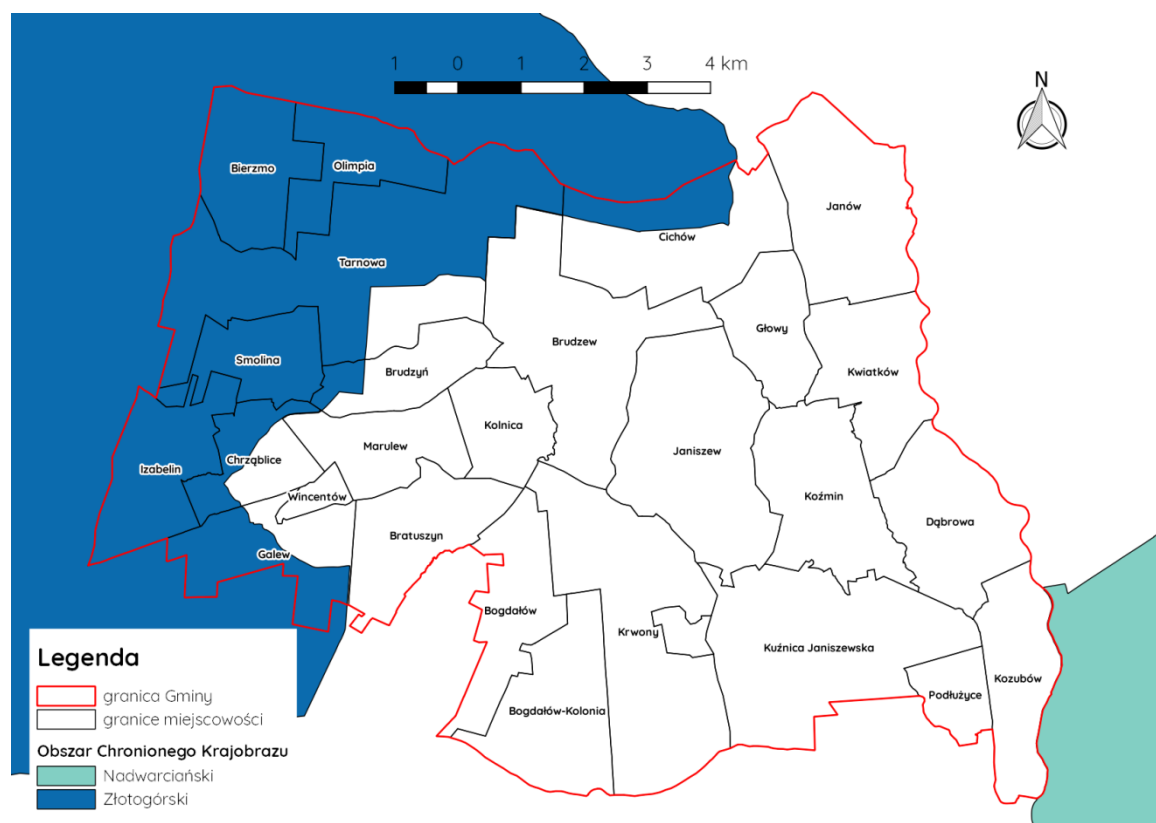 1 0 1 2 3 4 km
N
Bierzmo
Olimpia
Janów
Cichów
Tarnowa
Głowy
Brudzew
Smolina
Brudzyń
Kwiatków
Kolnica
Marulew
Janiszew
Chrząblice
Izabelin
Wincentów
Koźmin
Dąbrowa
Bratuszyn
Galew
Bogdałów
Krwony
Kuźnica Janiszewska
Kozubów
Podłużyce
Bogdałów-Kolonia
Legenda
granica Gminy
granice miejscowości
Obszar Chronionego Krajobrazu
Nadwarciański
Złotogórski